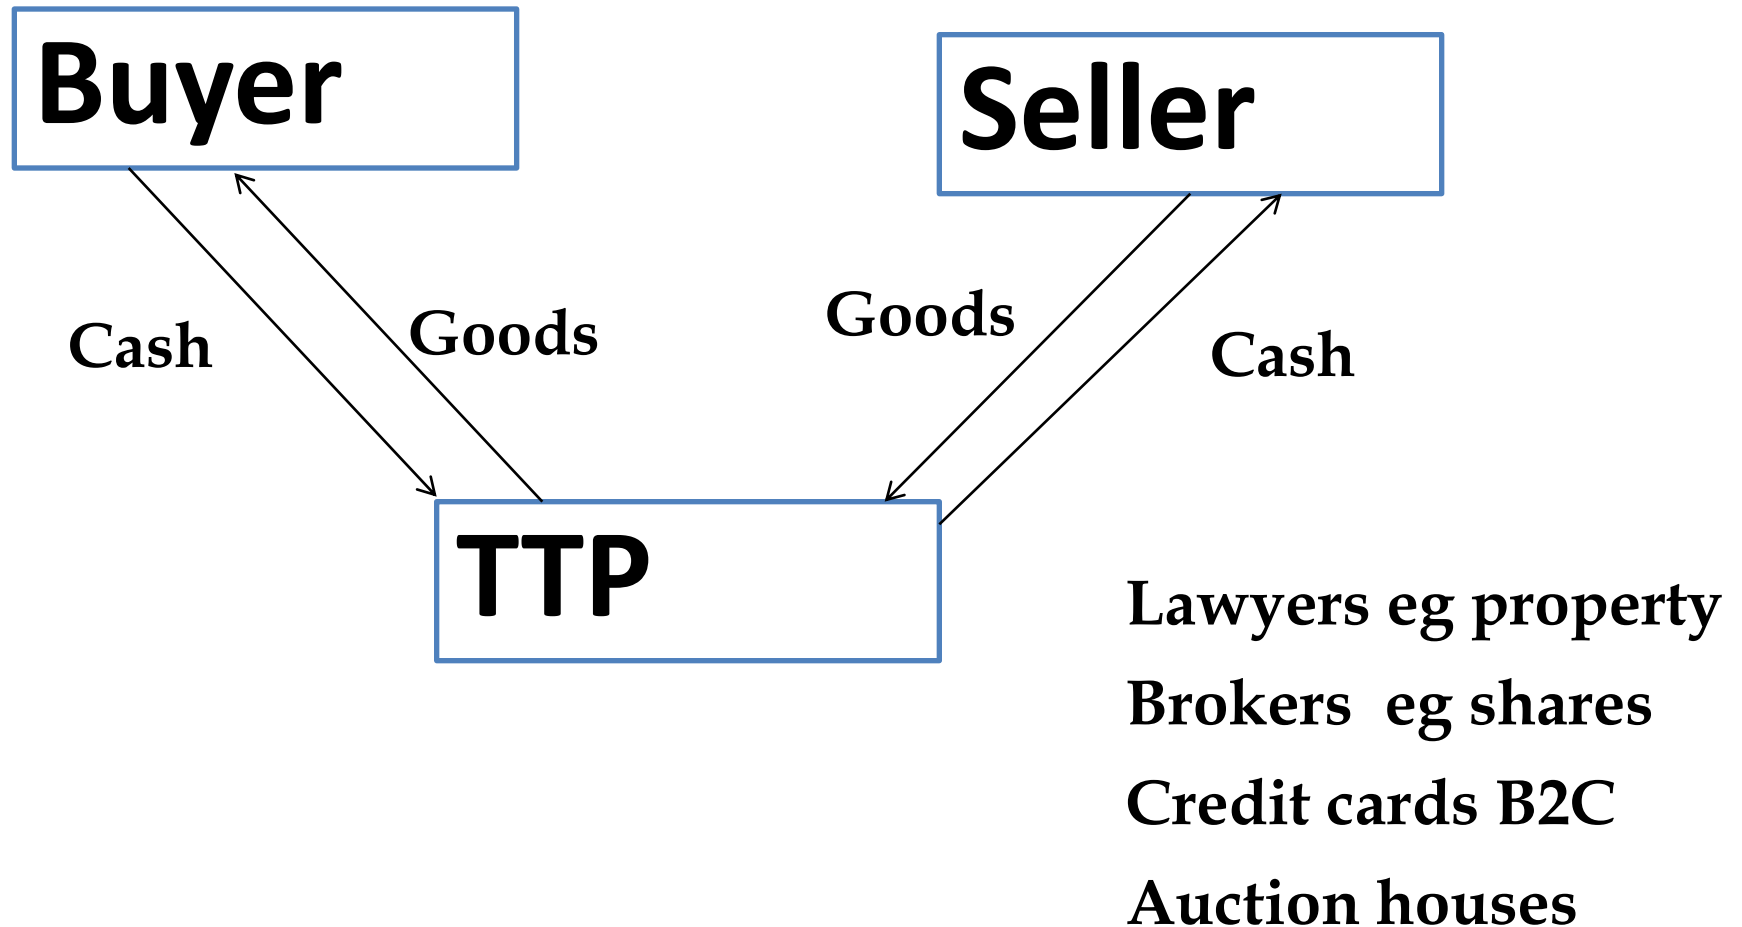 Buyer
Seller
Cash
Goods
Goods
Cash
TTP
Lawyers eg property
Brokers  eg shares
Credit cards B2C
Auction houses